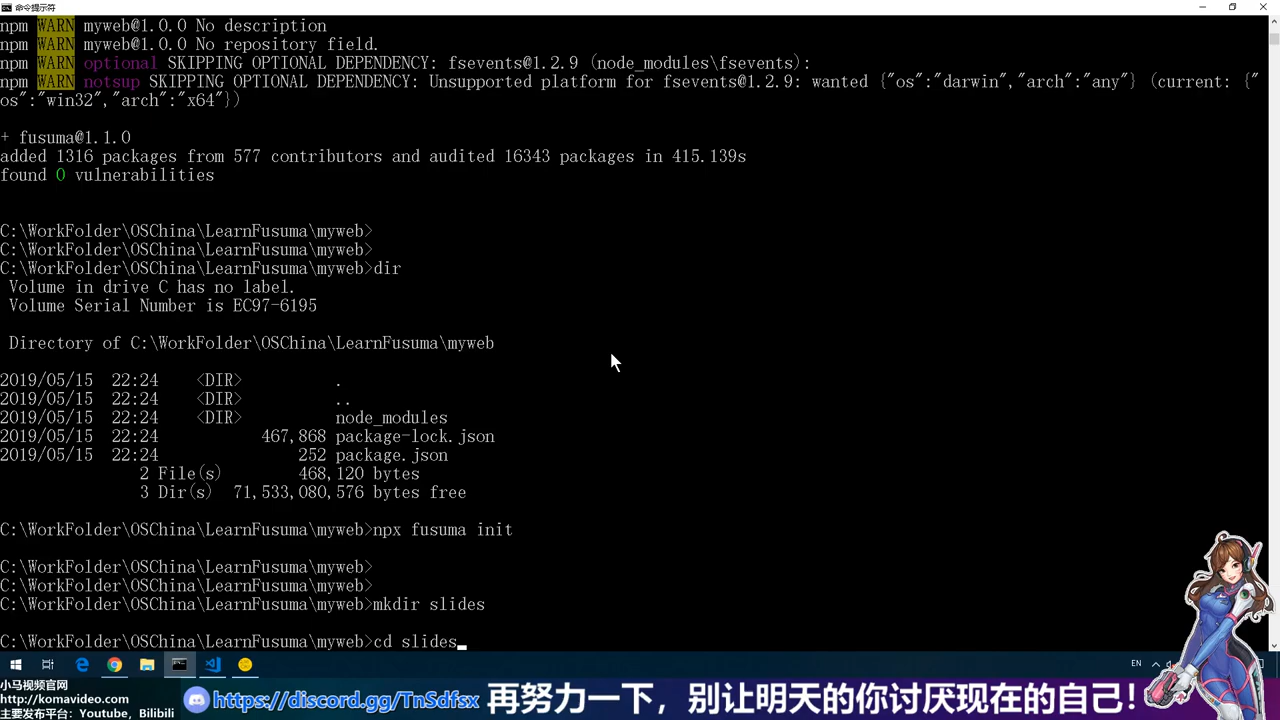 命令提示符
npm WARN myweb@1.0.0 No description
npm WARN myweb@1.0.0 No repository field.
npm WARN optional SKIPPING OPTIONAL DEPENDENCY: fsevents@1.2.9 (node_modules\fsevents):
npm WARN notsup SKIPPING OPTIONAL DEPENDENCY: Unsupported platform for fsevents@1.2.9: wanted {"os":"darwin","arch":"any"} (current: {"
os":"win32","arch":"x64"})
+ fusuma@1.1.0
added 1316 packages from 577 contributors and audited 16343 packages in 415.139s
found 0 vulnerabilities
C:\WorkFolder\OSChina\LearnFusuma\myweb>
C:\WorkFolder\OSChina\LearnFusuma\myweb>
C:\WorkFolder\OSChina\LearnFusuma\myweb>dir
Volume in drive C has no label.
Volume Serial Number is EC97-6195
Directory of C:\WorkFolder\OSChina\LearnFusuma\myweb
2019/05/15  22:24    <DIR>          .
2019/05/15  22:24    <DIR>          ..
2019/05/15  22:24    <DIR>          node_modules
2019/05/15  22:24           467,868 package-lock.json
2019/05/15  22:24               252 package.json
2 File(s)        468,120 bytes
3 Dir(s)  71,533,080,576 bytes free
C:\WorkFolder\OSChina\LearnFusuma\myweb>npx fusuma init
C:\WorkFolder\OSChina\LearnFusuma\myweb>
C:\WorkFolder\OSChina\LearnFusuma\myweb>
C:\WorkFolder\OSChina\LearnFusuma\myweb>mkdir slides
C:\WorkFolder\OSChina\LearnFusuma\myweb>cd slides
EN
小马视频官网
http://komavideo.com
主要发布平台：Youtube，Bilibili
https://discord.gg/TnSdfsx 再努力一下，别让明天的你讨厌现在的自己！